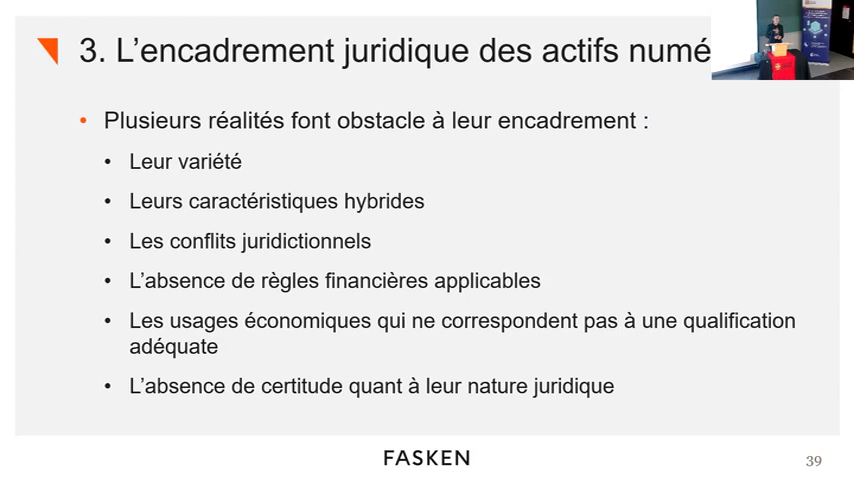 3. L’encadrement juridique des actifs numé
• Plusieurs réalités font obstacle à leur encadrement :
• Leur variété
• Leurs caractéristiques hybrides
• Les conflits juridictionnels
• L’absence de règles financières applicables
• Les usages économiques qui ne correspondent pas à une qualification
adéquate
• L’absence de certitude quant à leur nature juridique
FASKEN
39